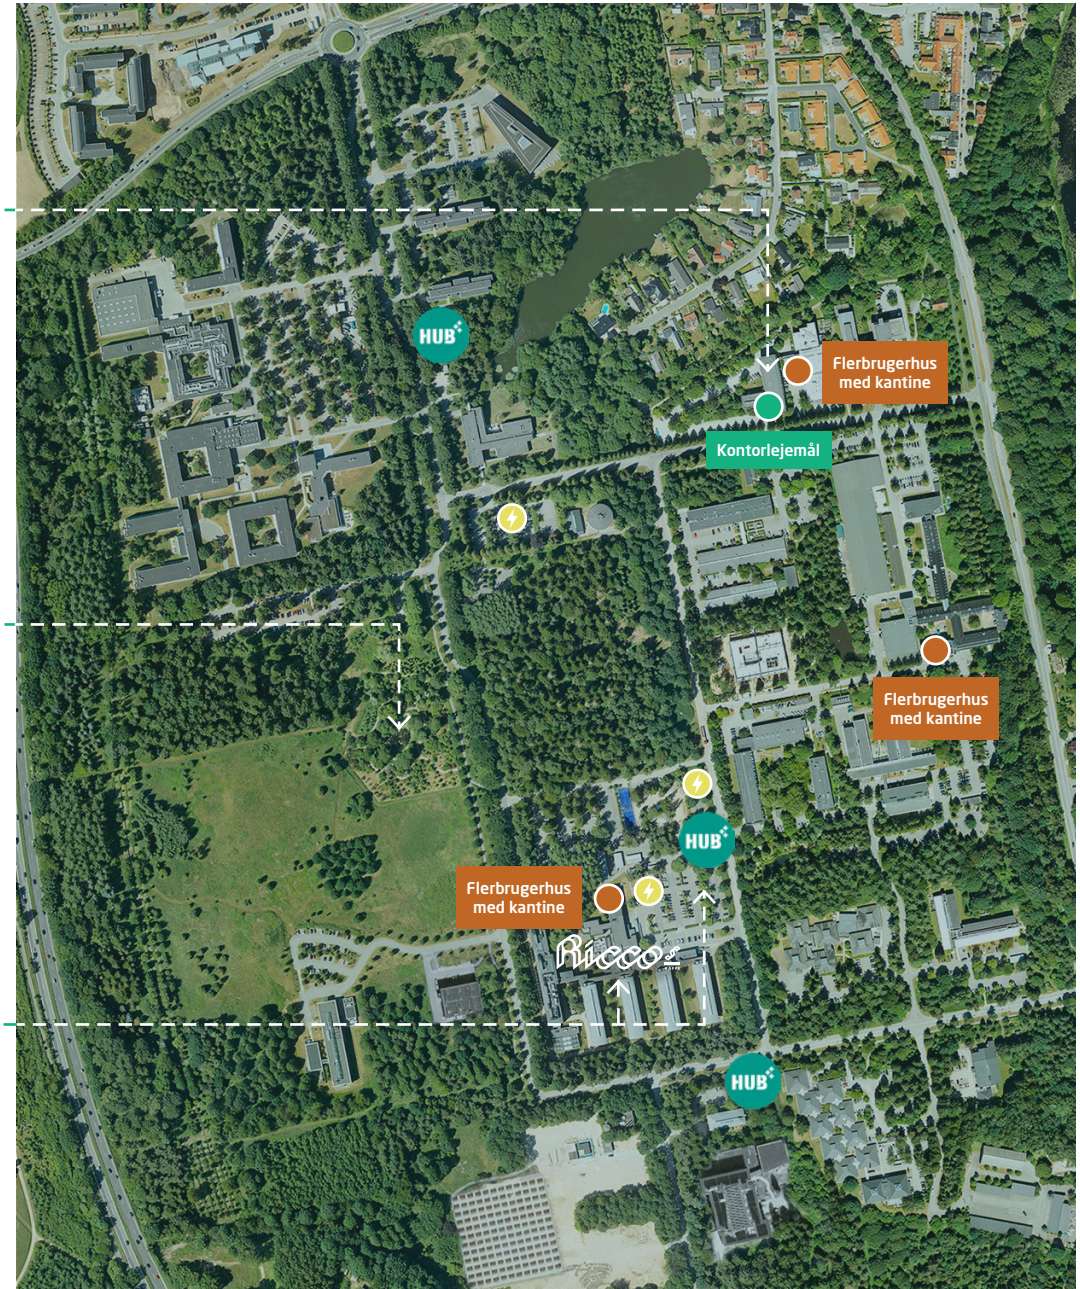 HUB
Flerbrugerhus
med kantine
Kontorlejemål
Flerbrugerhus
med kantine
HUB
Flerbrugerhus
med kantine
Ricco's
HUB